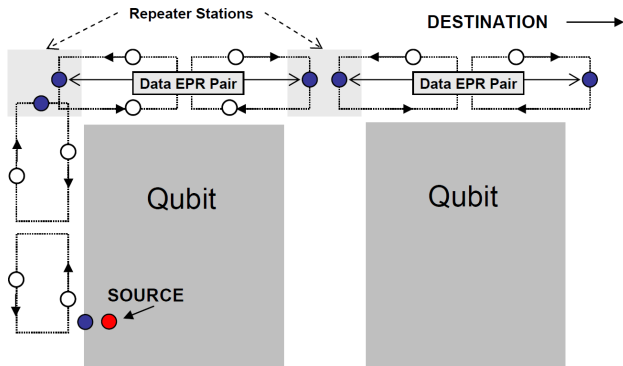 Repeater Stations
DESTINATION
Data EPR Pair
Data EPR Pair
Qubit
Qubit
SOURCE